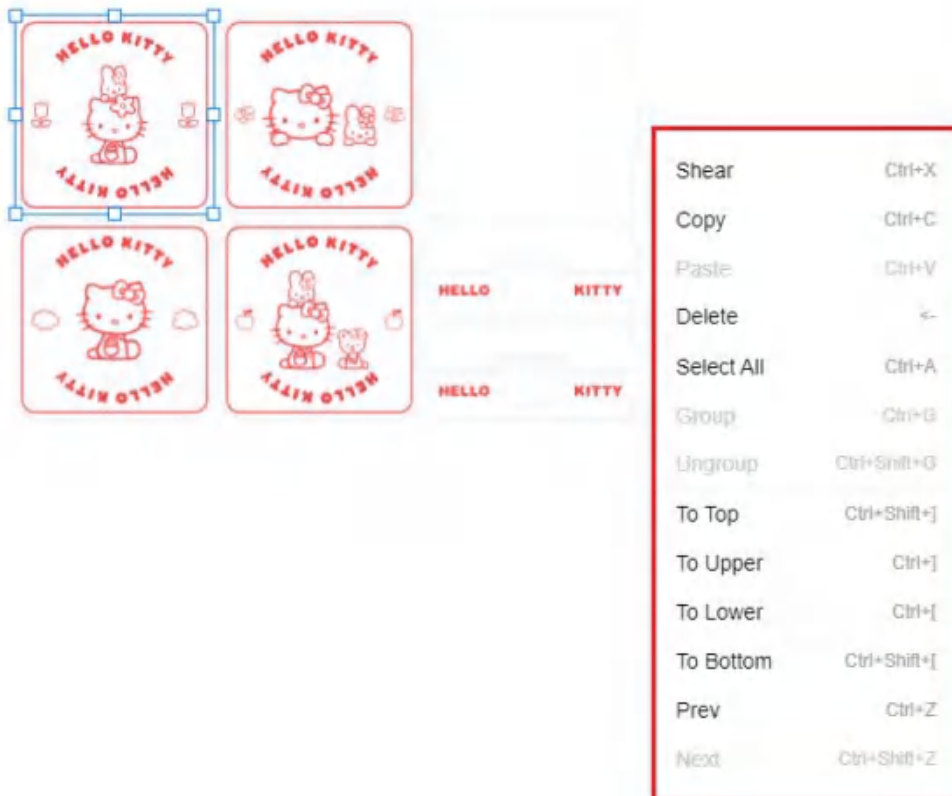 HELLO KITTY
HELLO KITTY
HELLO KITTY
HELLO KITTY
HELLO KITTY
HELLO KITTY
HELLO KITTY
HELLO KITTY
HELLO KITTY
HELLO KITTY
Shear Ctrl+X
Copy Ctrl+C
Paste Ctrl+V
Delete <-
Select All Ctrl+A
Group Ctrl+G
Ungroup Ctrl+Shift+G
To Top Ctrl+Shift+]
To Upper Ctrl+]
To Lower Ctrl+[
To Bottom Ctrl+Shift+[
Prev Ctrl+Z
Next Ctrl+Shift+Z